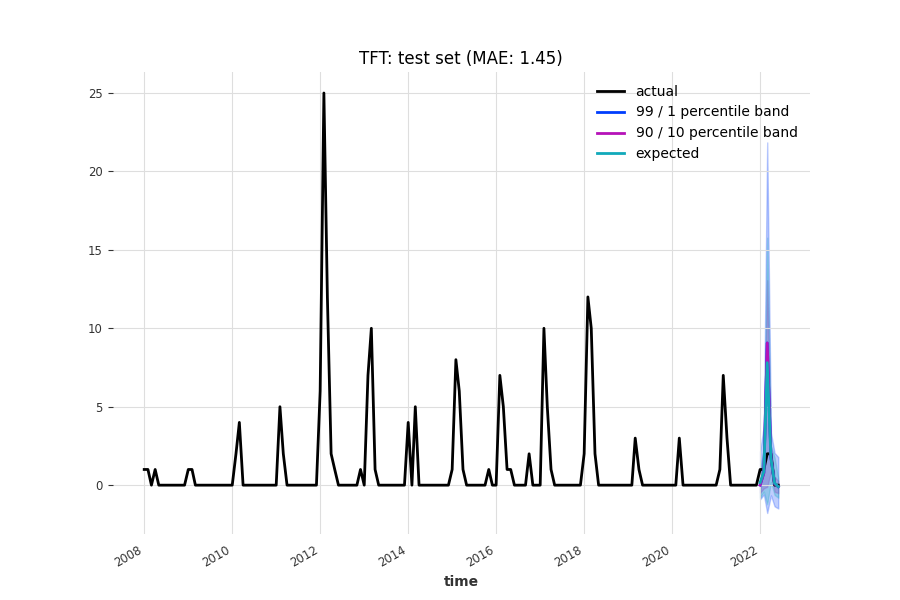 TFT: test set (MAE: 1.45)
actual
99 / 1 percentile band
90 / 10 percentile band
expected
25
20
15
10
5
0
2008
2010
2012
2014
2016
2018
2020
2022
time